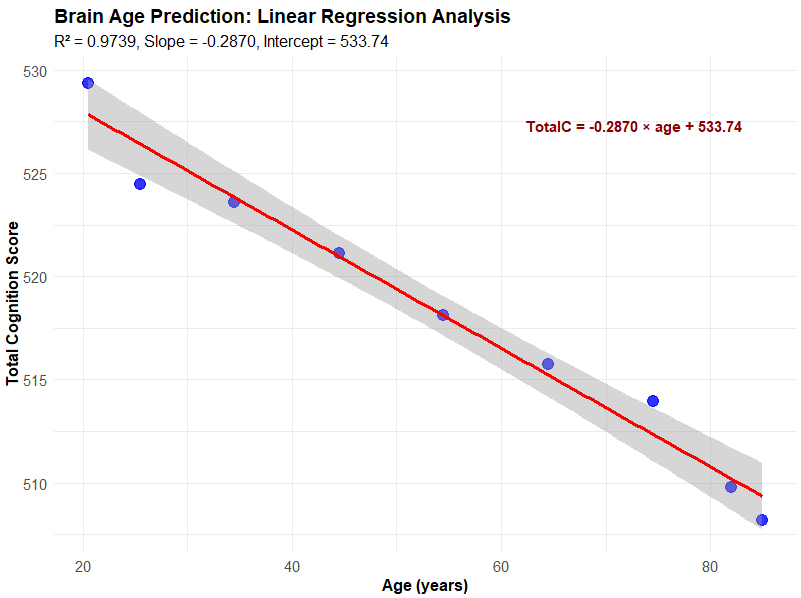 Brain Age Prediction: Linear Regression Analysis
R² = 0.9739, Slope = -0.2870, Intercept = 533.74
TotalC = -0.2870 × age + 533.74
Total Cognition Score
530
525
520
515
510
20 40 60 80
Age (years)